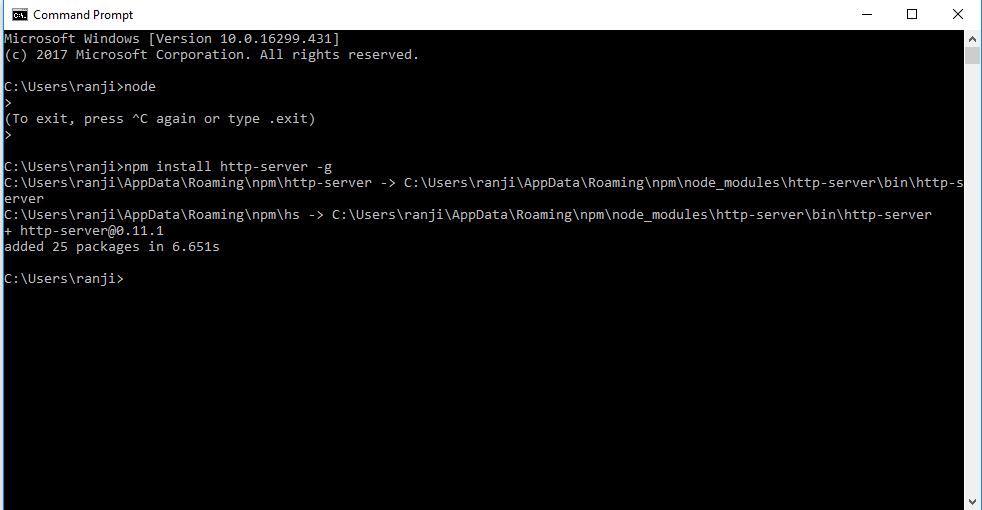 Command Prompt
Microsoft Windows [Version 10.0.16299.431]
(c) 2017 Microsoft Corporation. All rights reserved.
C:\Users\ranji>node
>
(To exit, press ^C again or type .exit)
>
C:\Users\ranji>npm install http-server -g
C:\Users\ranji\AppData\Roaming\npm\http-server -> C:\Users\ranji\AppData\Roaming\npm\node_modules\http-server\bin\http-s
erver
C:\Users\ranji\AppData\Roaming\npm\hs -> C:\Users\ranji\AppData\Roaming\npm\node_modules\http-server\bin\http-server
+ http-server@0.11.1
added 25 packages in 6.651s
C:\Users\ranji>